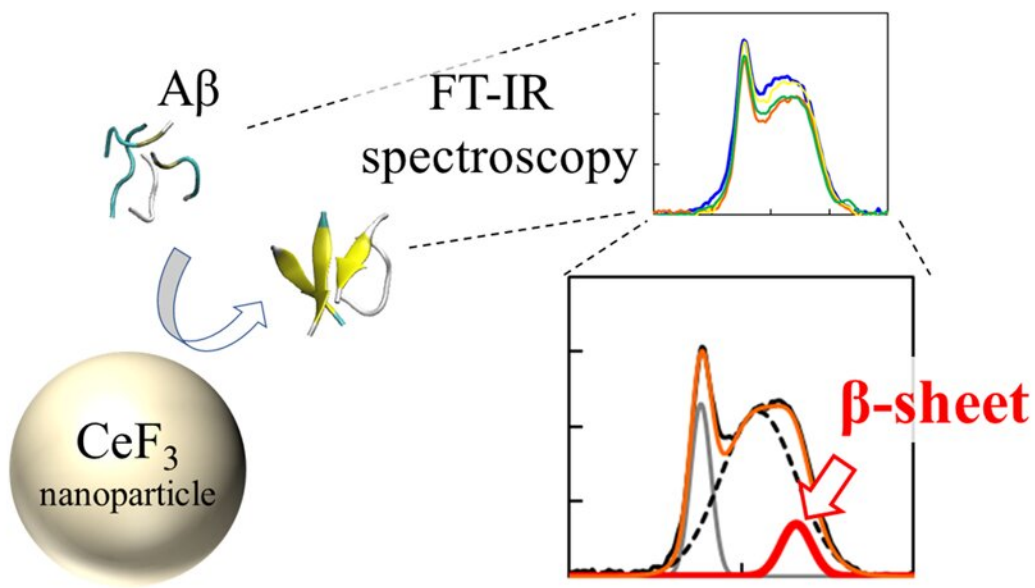 Aβ
FT-IR
spectroscopy
β-sheet
CeF₃
nanoparticle